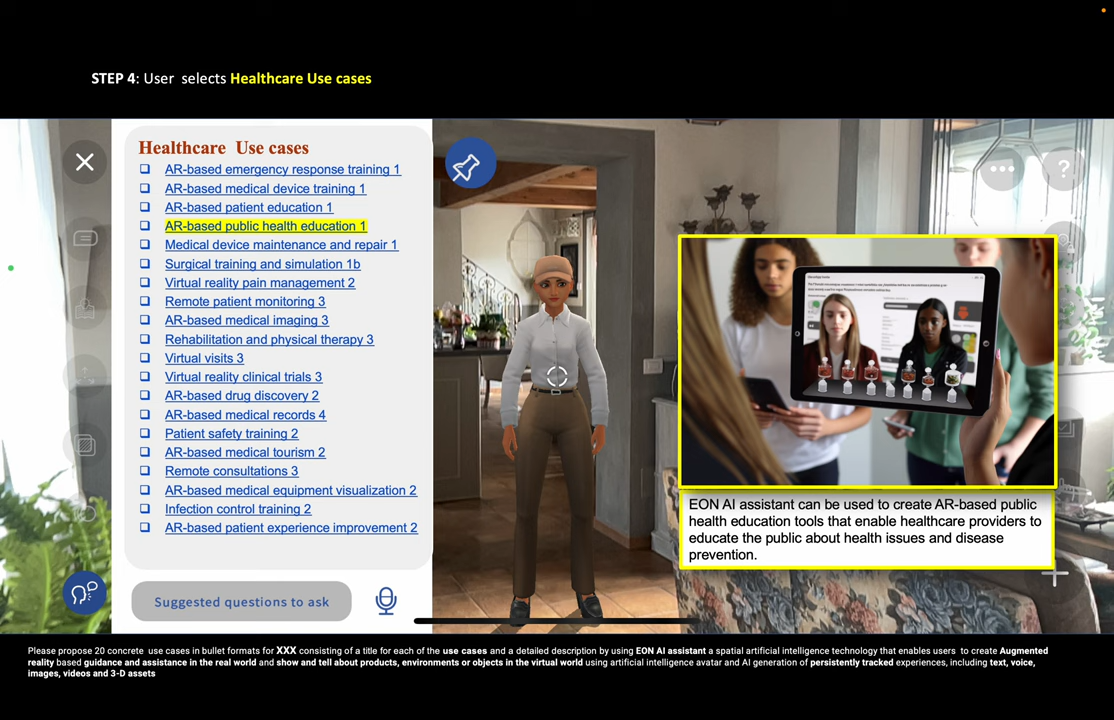 STEP 4: User selects Healthcare Use cases
Healthcare Use cases
AR-based emergency response training 1
AR-based medical device training 1
AR-based patient education 1
AR-based public health education 1
Medical device maintenance and repair 1
Surgical training and simulation 1b
Virtual reality pain management 2
Remote patient monitoring 3
AR-based medical imaging 3
Rehabilitation and physical therapy 3
Virtual visits 3
Virtual reality clinical trials 3
AR-based drug discovery 2
AR-based medical records 4
Patient safety training 2
AR-based medical tourism 2
Remote consultations 3
AR-based medical equipment visualization 2
Infection control training 2
AR-based patient experience improvement 2
Suggested questions to ask
?
EON AI assistant can be used to create AR-based public
health education tools that enable healthcare providers to
educate the public about health issues and disease
prevention.
Please propose 20 concrete use cases in bullet formats for XXX consisting of a title for each of the use cases and a detailed description by using EON AI assistant a spatial artificial intelligence technology that enables users to create Augmented
reality based guidance and assistance in the real world and show and tell about products, environments or objects in the virtual world using artificial intelligence avatar and AI generation of persistently tracked experiences, including text, voice,
images, videos and 3-D assets